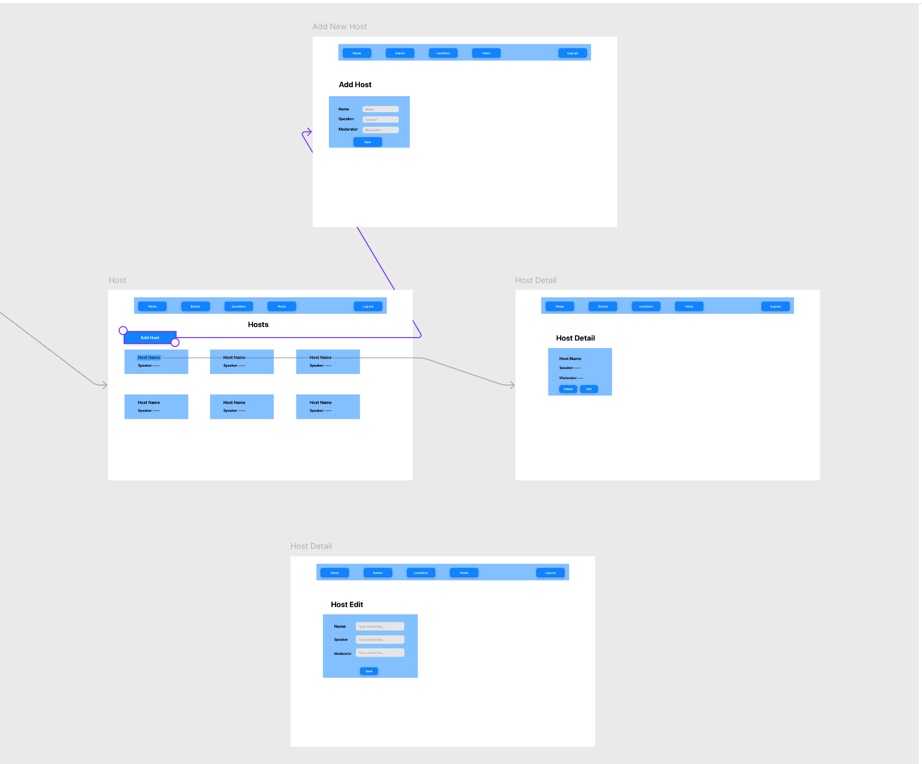 Add New Host
Home Events Locations Hosts Log out
Add Host
Name Name
Speaker: Speaker
Moderator Moderator
Save
Host
Home Events Locations Hosts Log out
Hosts
Add Host
Host Name Host Name Host Name
Speaker: ----- Speaker: ----- Speaker: -----
Host Name Host Name Host Name
Speaker: ----- Speaker: ----- Speaker: -----
Host Detail
Home Events Locations Hosts Log out
Host Detail
Host Name
Speaker: -----
Moderator: ----
Delete Edit
Host Detail
Home Events Locations Hosts Log out
Host Edit
Name Type something...
Speaker Type something...
Moderator Type something...
Save